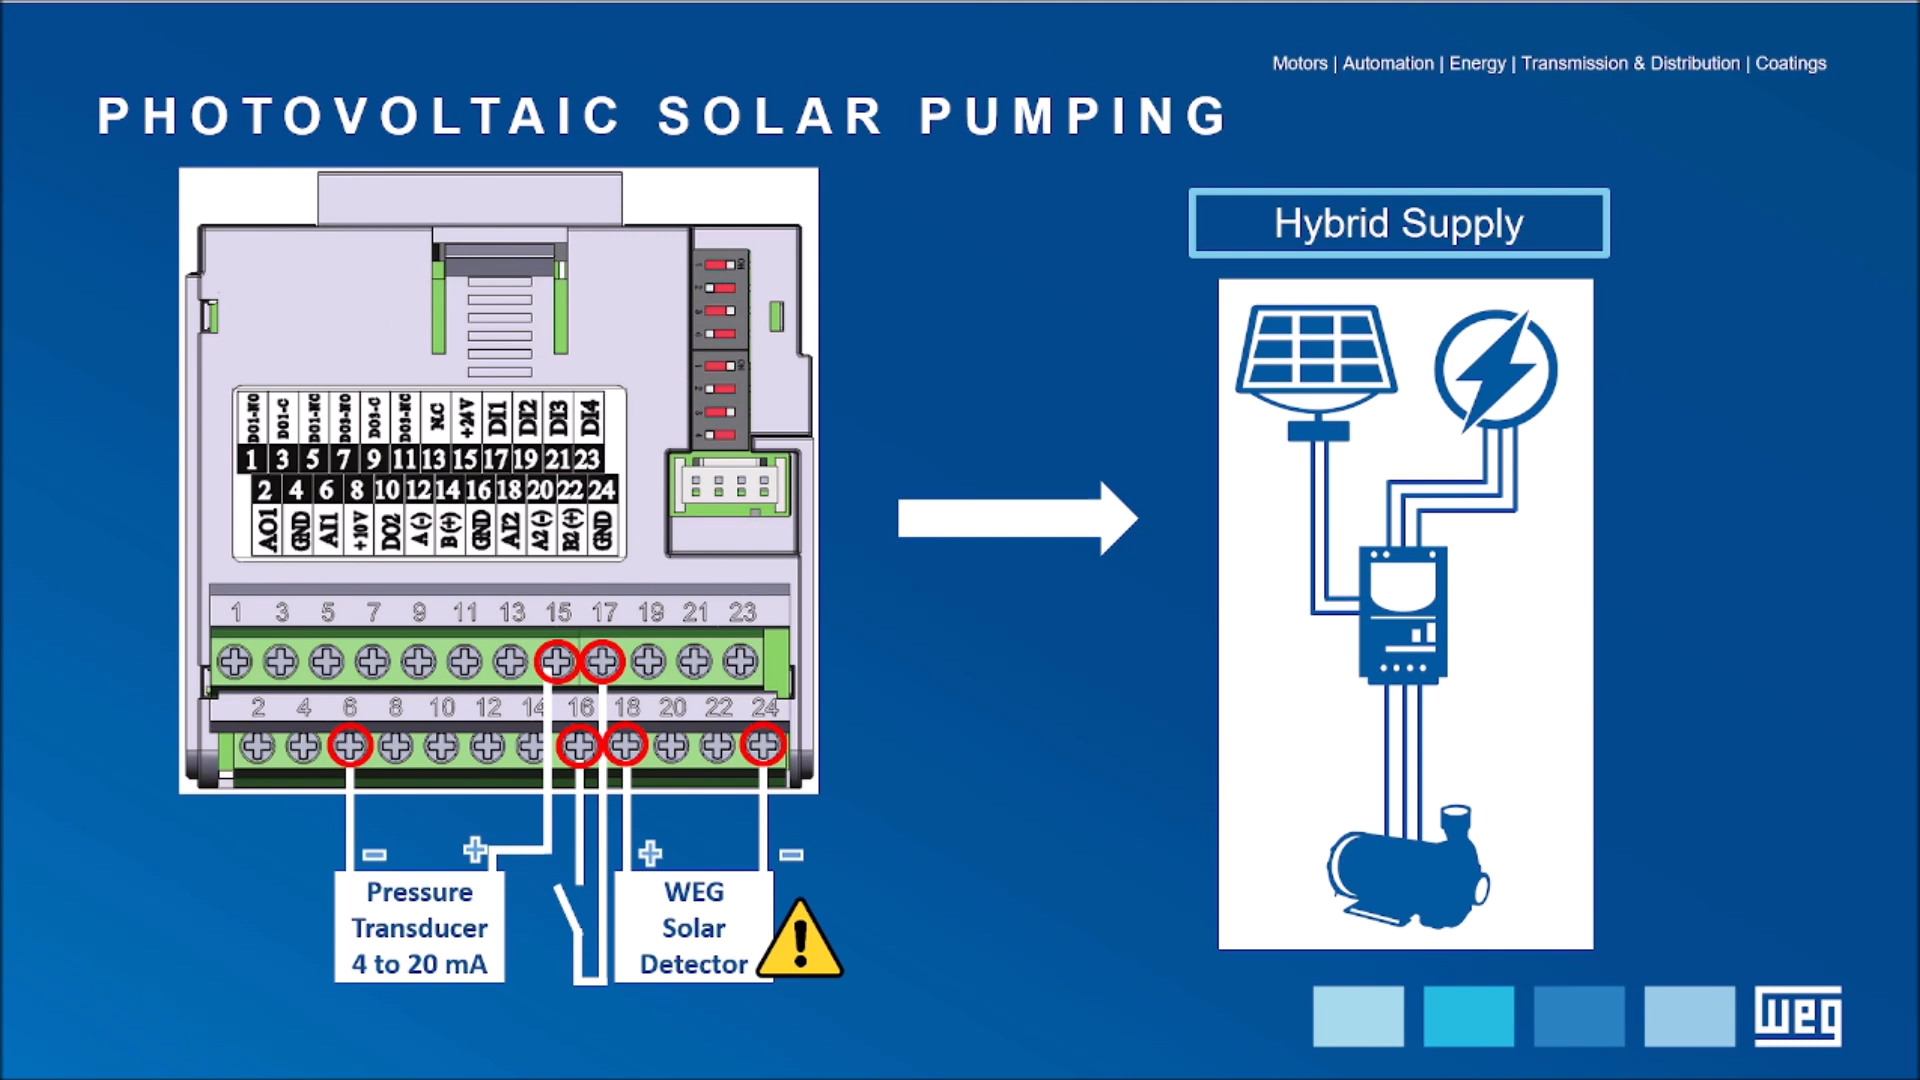 Motors | Automation | Energy | Transmission & Distribution | Coatings
PHOTOVOLTAIC SOLAR PUMPING
Hybrid Supply
DO1-NO DO1-C DO1-NC DO3-NO DO3-C DO3-NC N.C +24V DI1 DI2 DI3 DI4
1 3 5 7 9 11 13 15 17 19 21 23
2 4 6 8 10 12 14 16 18 20 22 24
AO1 GND AI1 +10V DO2 A(-) B(+) GND AI2 A2(-) B2(+) GND
1 3 5 7 9 11 13 15 17 19 21 23
2 4 6 8 10 12 14 16 18 20 22 24
Pressure
Transducer
4 to 20 mA
WEG
Solar
Detector
weg